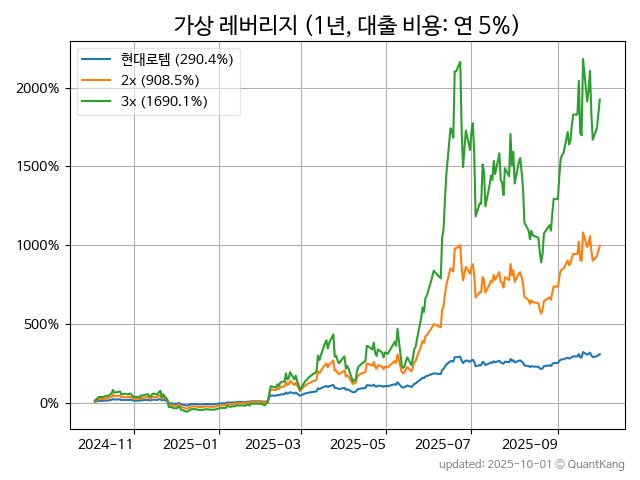 가상 레버리지 (1년, 대출 비용: 연 5%)
현대로템 (290.4%)
2x (908.5%)
3x (1690.1%)
2000%
1500%
1000%
500%
0%
2024-11 2025-01 2025-03 2025-05 2025-07 2025-09
updated: 2025-10-01 © QuantKang